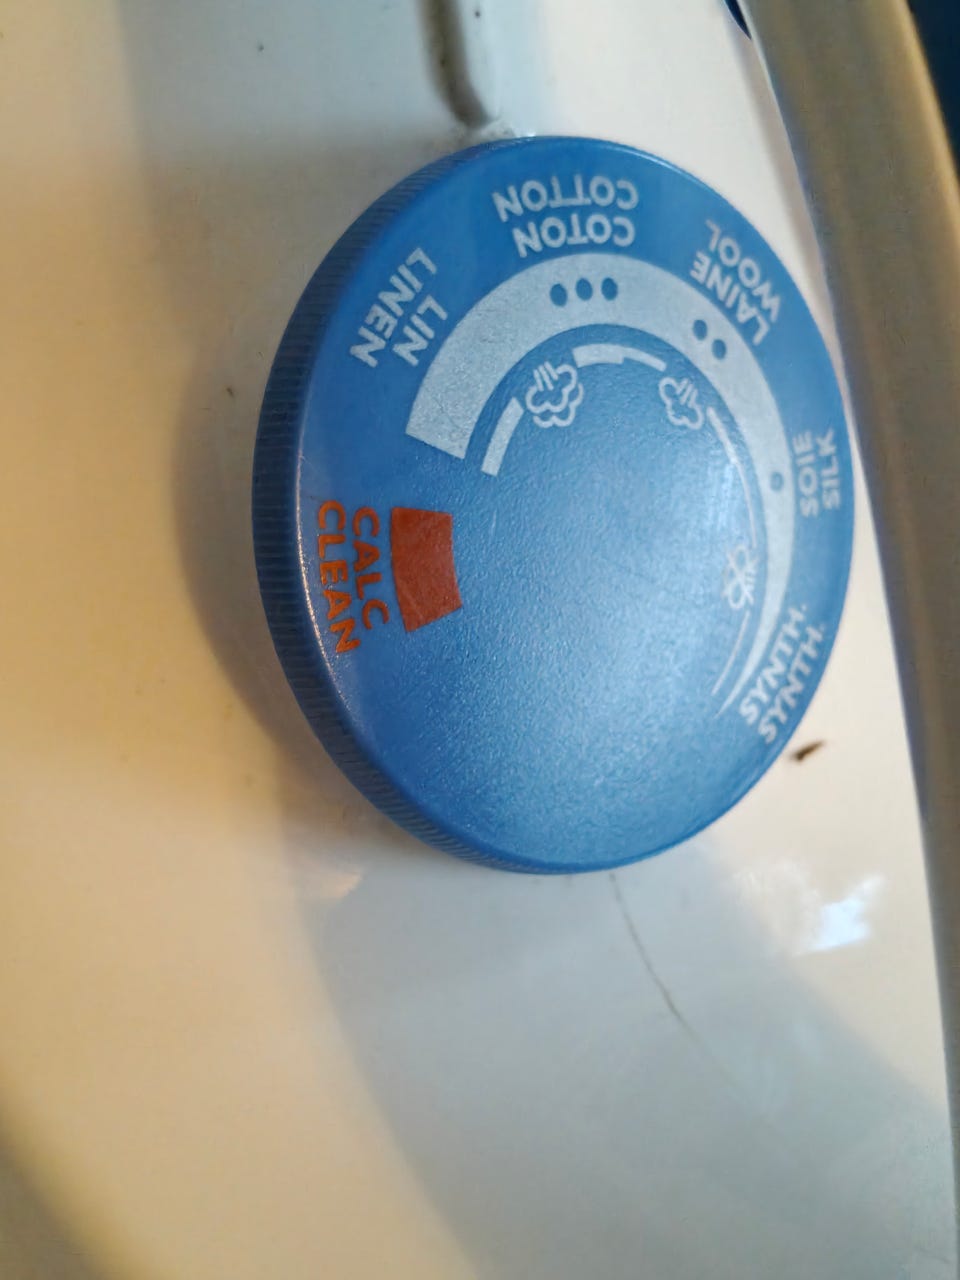 CALC
CLEAN
LIN
LINEN
COTON
COTTON
LAINE
WOOL
SOIE
SILK
SYNTH.
SYNTH.